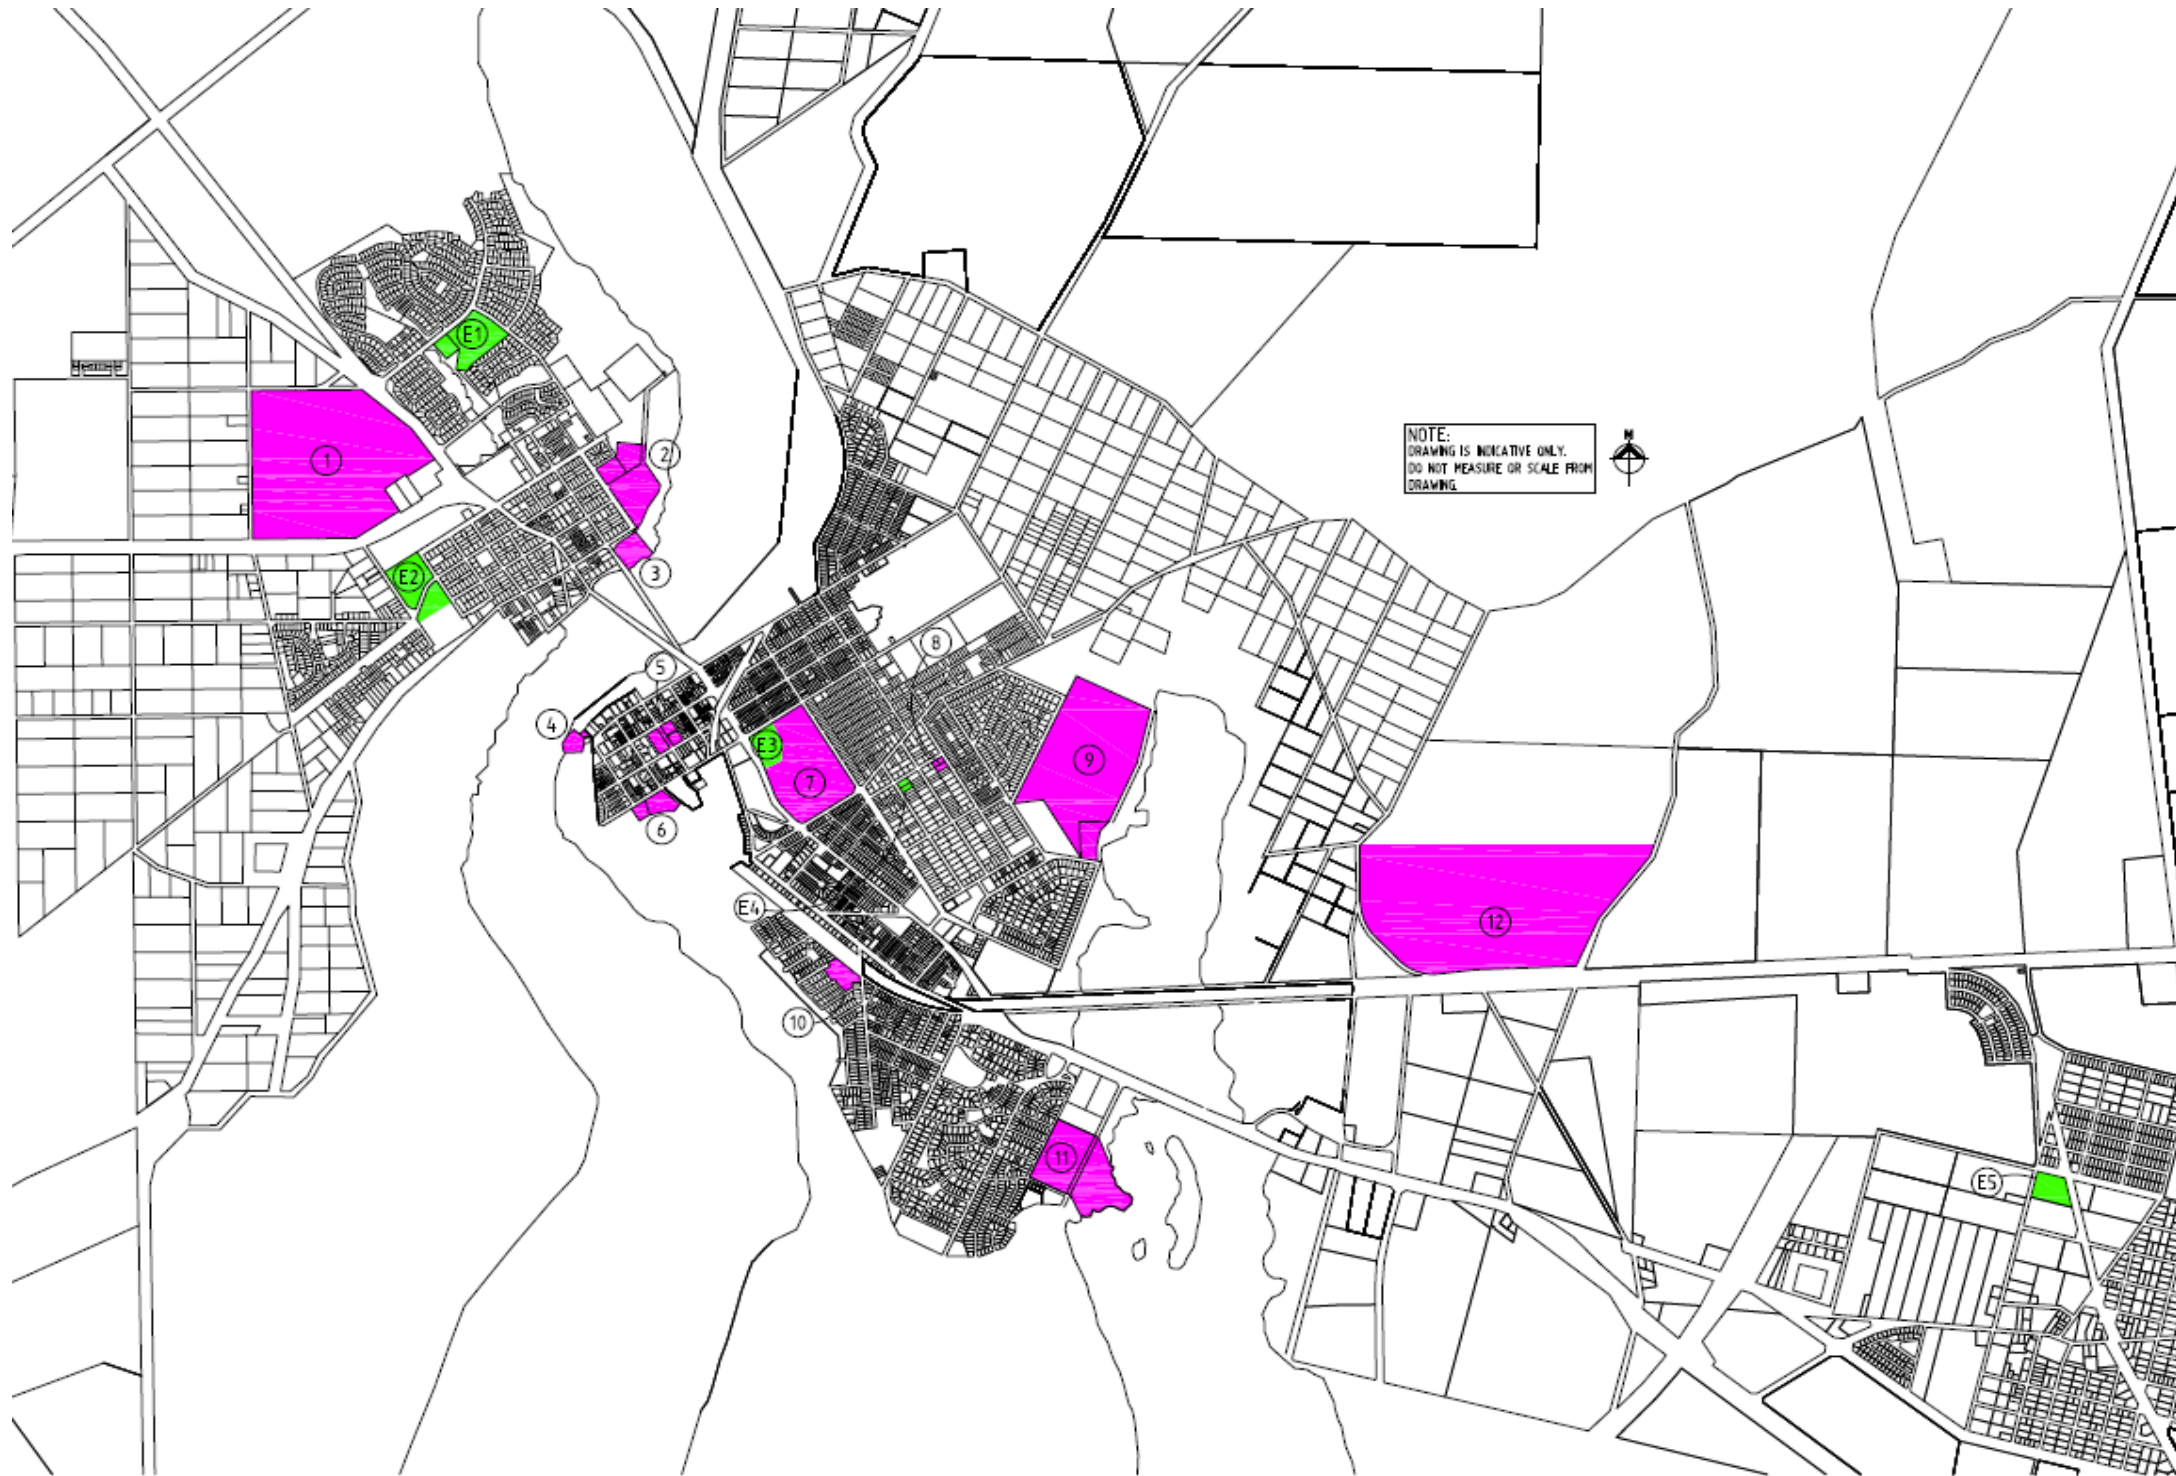 E1
NOTE:
DRAWING IS INDICATIVE ONLY.
DO NOT MEASURE OR SCALE FROM
DRAWING.
N
1
2
E2
3
8
5
4
E3
9
7
6
E4
12
10
11
E5